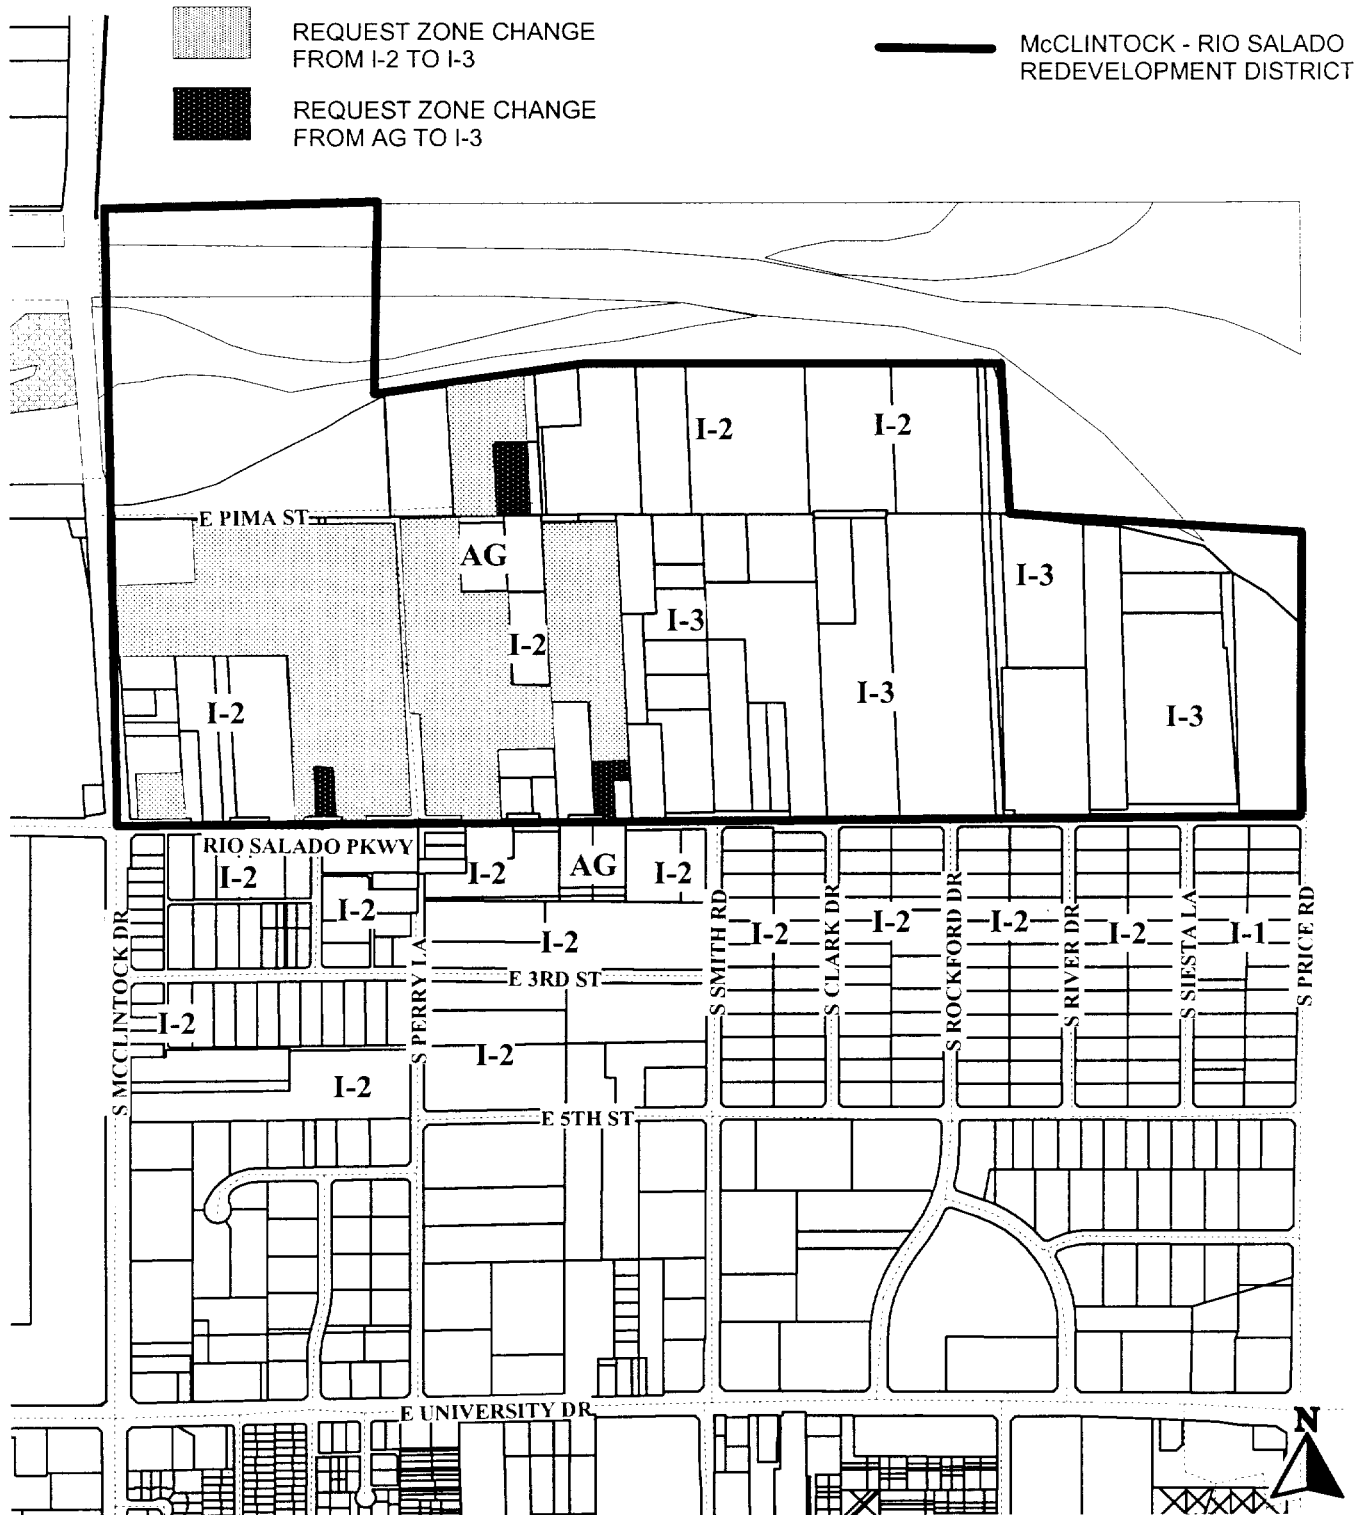 REQUEST ZONE CHANGE
FROM I-2 TO I-3
McCLINTOCK - RIO SALADO
REDEVELOPMENT DISTRICT
REQUEST ZONE CHANGE
FROM AG TO I-3
I-2
I-2
E PIMA ST
AG
I-3
I-3
I-2
I-3
I-2
I-3
RIO SALADO PKWY
I-2
I-2
AG
I-2
I-2
I-2
I-2
I-2
I-2
I-2
I-1
S MCCLINTOCK DR
S PERRY LA
S SMITH RD
S CLARK DR
S ROCKFORD DR
S RIVER DR
S SIESTA LA
S PRICE RD
E 3RD ST
I-2
I-2
I-2
E 5TH ST
E UNIVERSITY DR
N